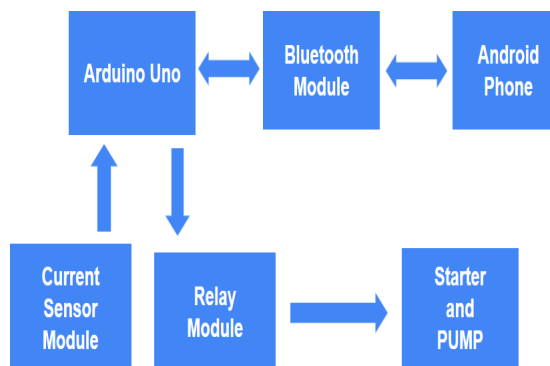 Arduino Uno
Bluetooth
Module
Android
Phone
Current
Sensor
Module
Relay
Module
Starter
and
PUMP